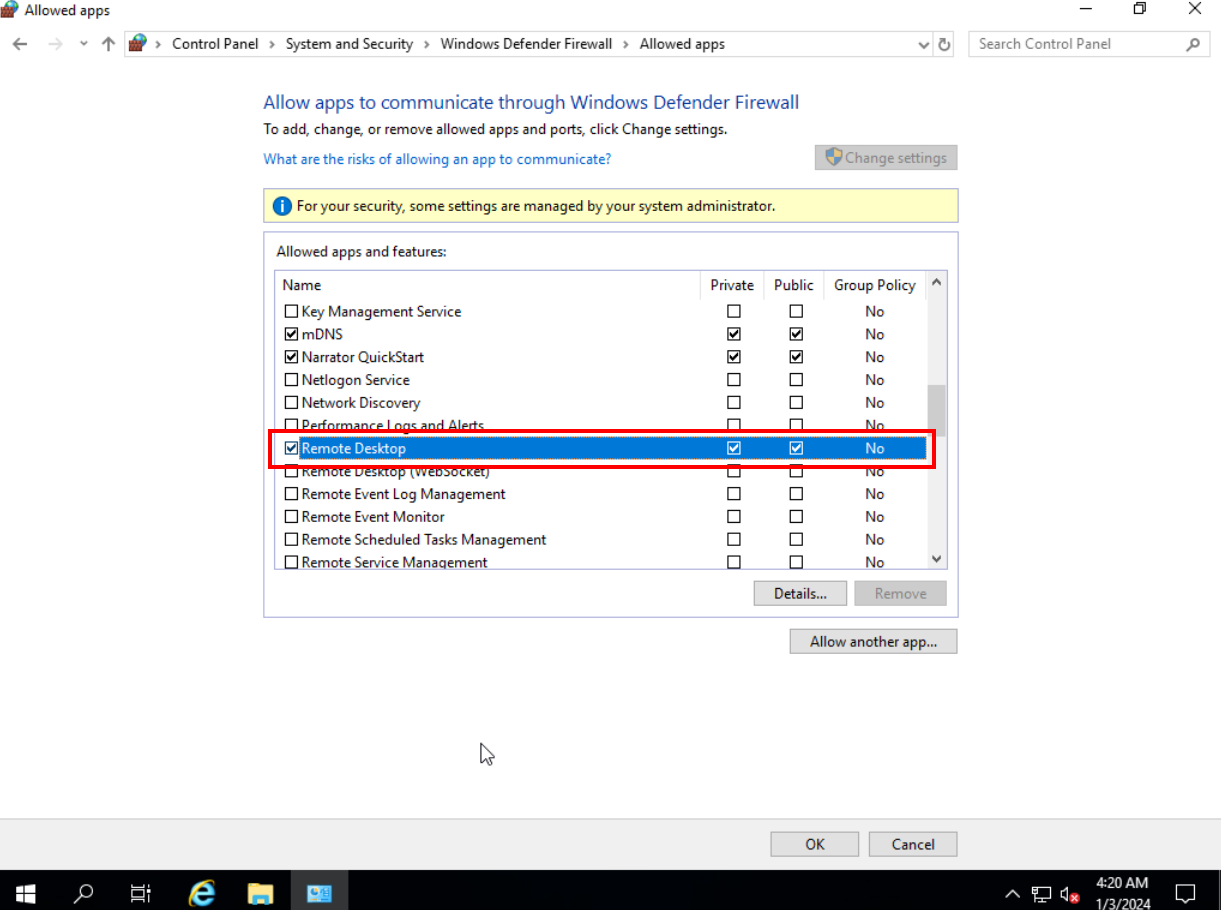 Allowed apps
Control Panel > System and Security > Windows Defender Firewall > Allowed apps
Search Control Panel
Allow apps to communicate through Windows Defender Firewall
To add, change, or remove allowed apps and ports, click Change settings.
What are the risks of allowing an app to communicate?
Change settings
For your security, some settings are managed by your system administrator.
Allowed apps and features:
Name Private Public Group Policy
Key Management Service No
mDNS No
Narrator QuickStart No
Netlogon Service No
Network Discovery No
Performance Logs and Alerts No
Remote Desktop No
Remote Desktop (WebSocket) No
Remote Event Log Management No
Remote Event Monitor No
Remote Scheduled Tasks Management No
Remote Service Management No
Details... Remove
Allow another app...
OK Cancel
4:20 AM
1/3/2024